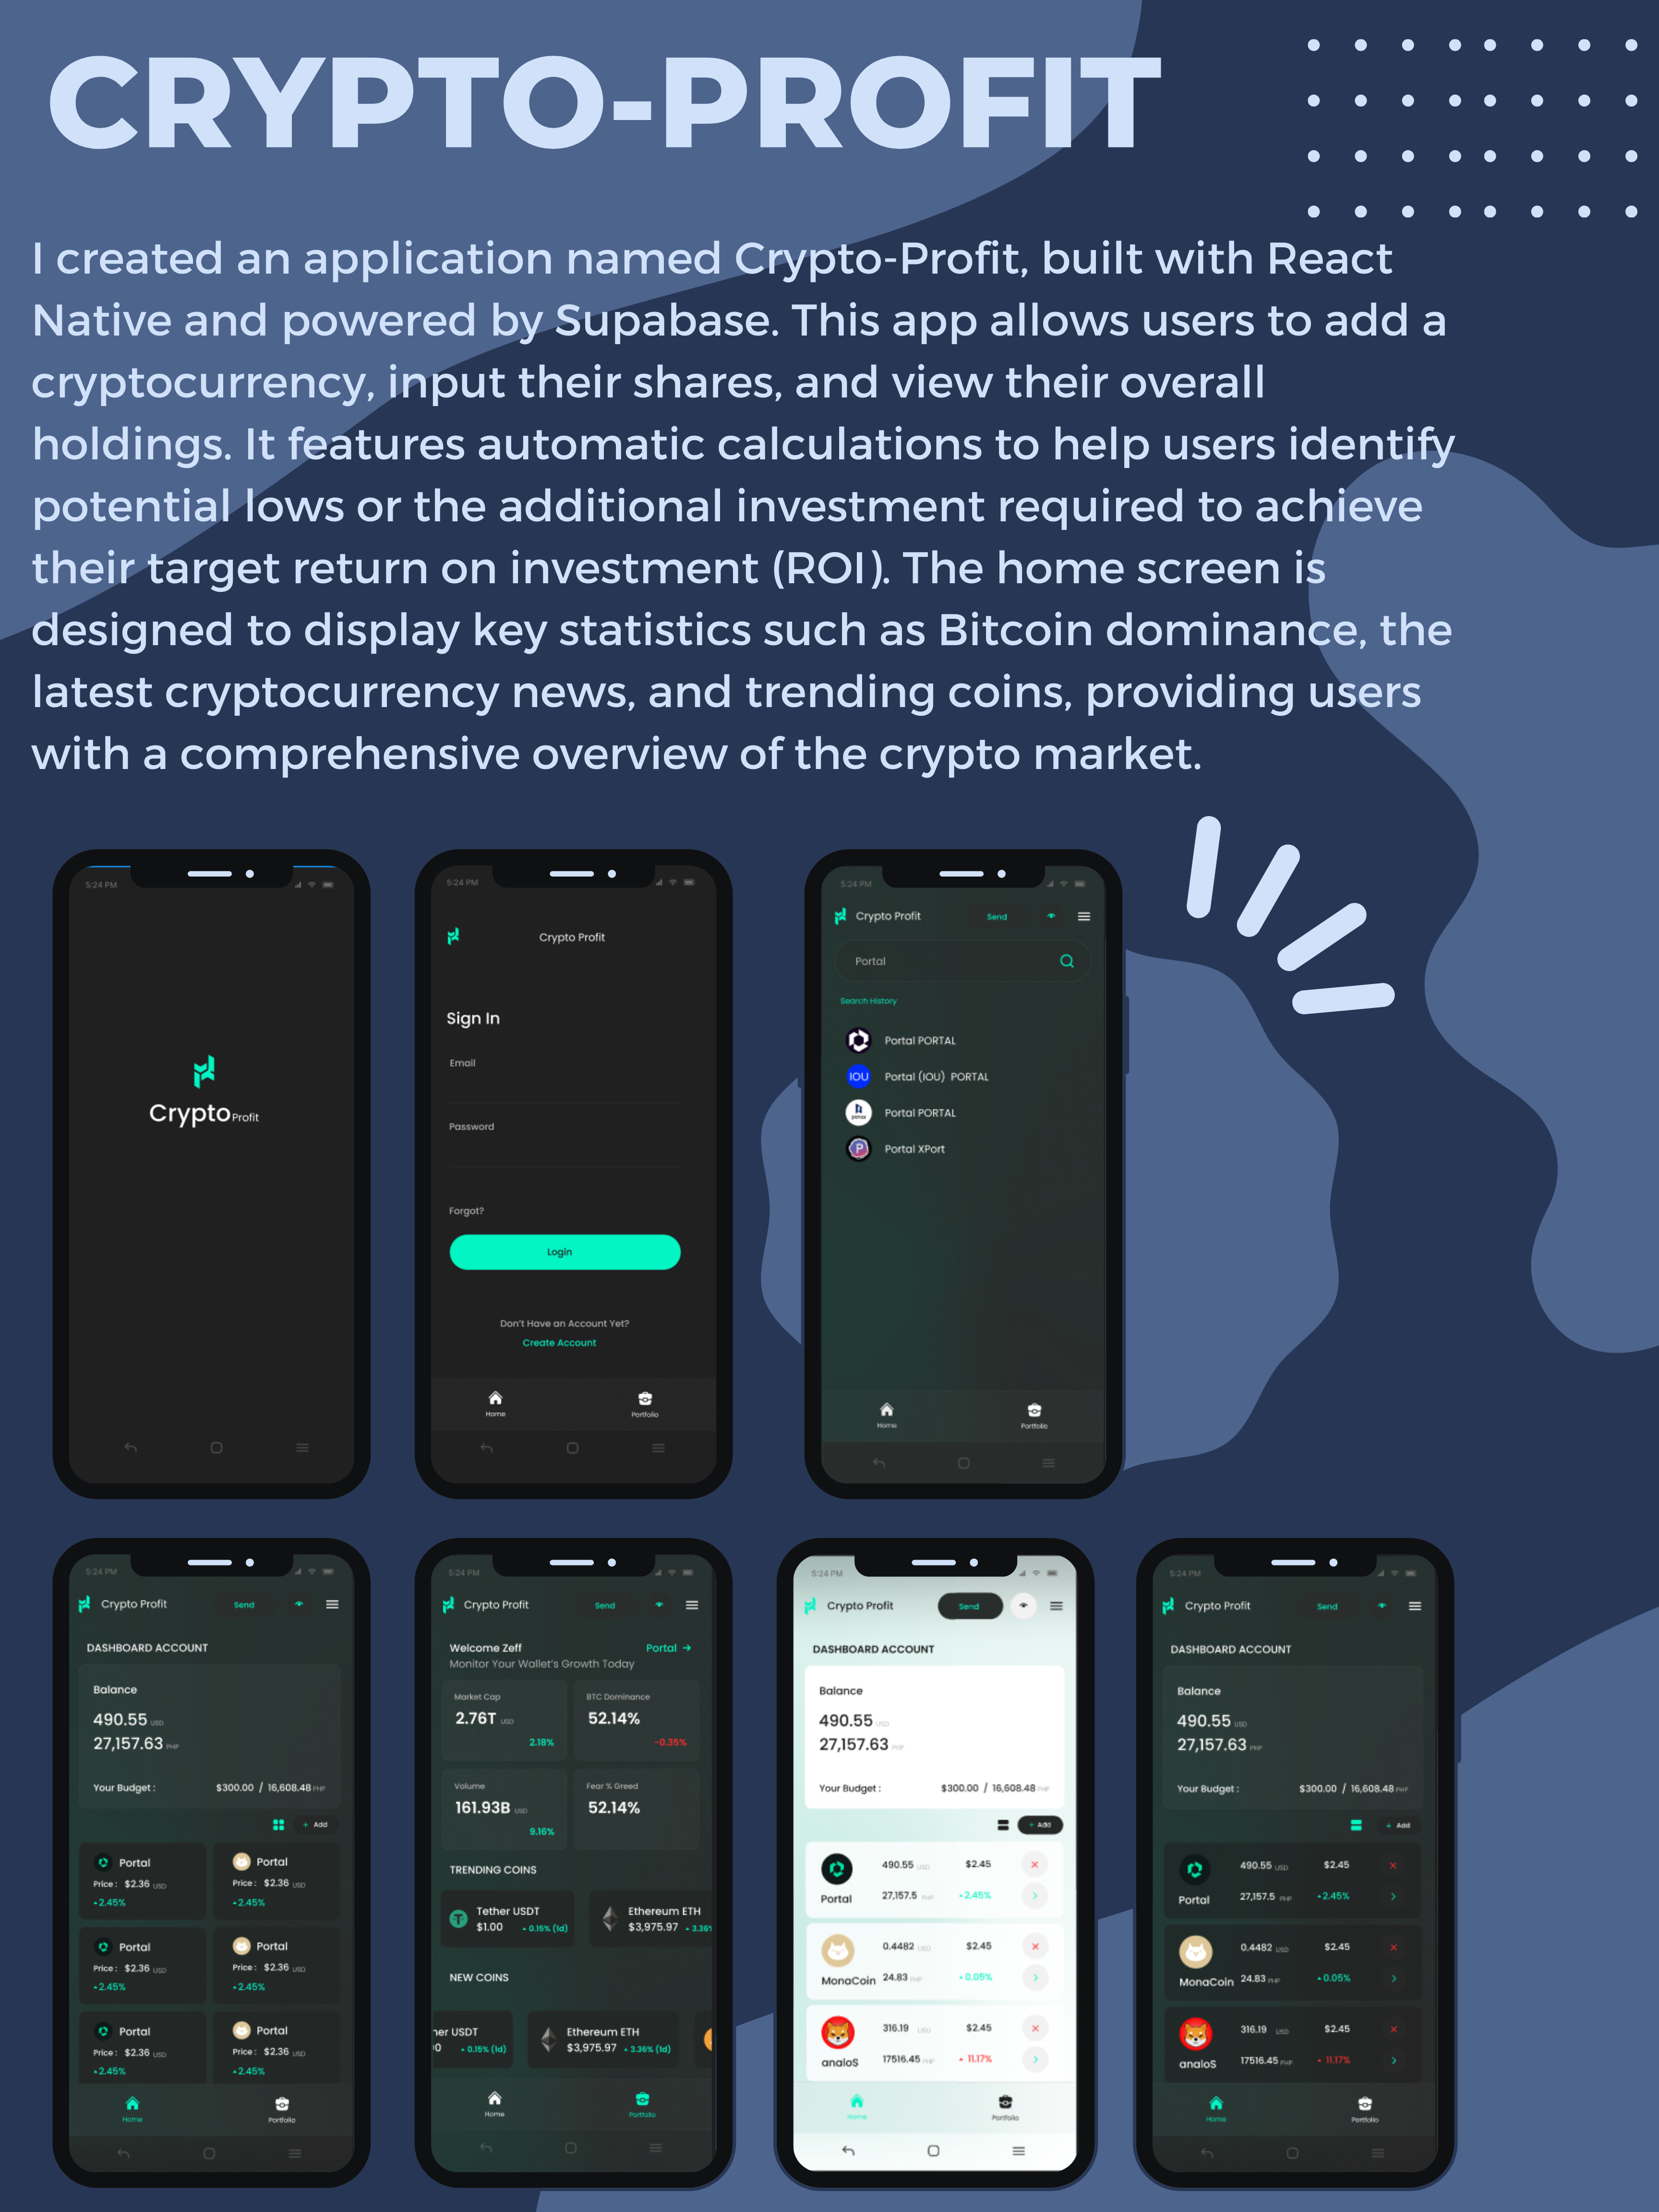 CRYPTO-PROFIT
I created an application named Crypto-Profit, built with React
Native and powered by Supabase. This app allows users to add a
cryptocurrency, input their shares, and view their overall
holdings. It features automatic calculations to help users identify
potential lows or the additional investment required to achieve
their target return on investment (ROI). The home screen is
designed to display key statistics such as Bitcoin dominance, the
latest cryptocurrency news, and trending coins, providing users
with a comprehensive overview of the crypto market.
5:24 PM
Crypto Profit
5:24 PM
Crypto Profit
Sign In
Email
Password
Forgot?
Login
Don't Have an Account Yet?
Create Account
Home Portfolio
5:24 PM
Crypto Profit Send
Portal
Search History
Portal PORTAL
IOU Portal (IOU) PORTAL
Portal PORTAL
P Portal XPort
Home Portfolio
5:24 PM
Crypto Profit Send
DASHBOARD ACCOUNT
Balance
490.55 USD
27,157.63 PHP
Your Budget : $300.00 / 16,608.48 PHP
+ Add
Portal Portal
Price : $2.36 USD Price : $2.36 USD
2.45% 2.45%
Portal Portal
Price : $2.36 USD Price : $2.36 USD
2.45% 2.45%
Portal Portal
Price : $2.36 USD Price : $2.36 USD
2.45% 2.45%
Home Portfolio
5:24 PM
Crypto Profit Send
Welcome Zeff Portal →
Monitor Your Wallet's Growth Today
Market Cap BTC Dominance
2.76T USD 52.14%
2.18% -0.35%
Volume Fear % Greed
161.93B USD 52.14%
9.16%
TRENDING COINS
Tether USDT Ethereum ETH
$1.00 0.15% (1d) $3,975.97 3.36%
NEW COINS
her USDT Ethereum ETH
0 0.15% (1d) $3,975.97 3.36% (1d)
Home Portfolio
5:24 PM
Crypto Profit Send
DASHBOARD ACCOUNT
Balance
490.55 USD
27,157.63 PHP
Your Budget : $300.00 / 16,608.48 PHP
+ Add
490.55 USD $2.45
Portal 27,157.5 PHP 2.45%
0.4482 USD $2.45
MonaCoin 24.83 PHP 0.05%
316.19 USD $2.45
analoS 17516.45 PHP 11.17%
Home Portfolio
5:24 PM
Crypto Profit Send
DASHBOARD ACCOUNT
Balance
490.55 USD
27,157.63 PHP
Your Budget : $300.00 / 16,608.48 PHP
+ Add
490.55 USD $2.45
Portal 27,157.5 PHP 2.45%
0.4482 USD $2.45
MonaCoin 24.83 PHP 0.05%
316.19 USD $2.45
analoS 17516.45 PHP 11.17%
Home Portfolio